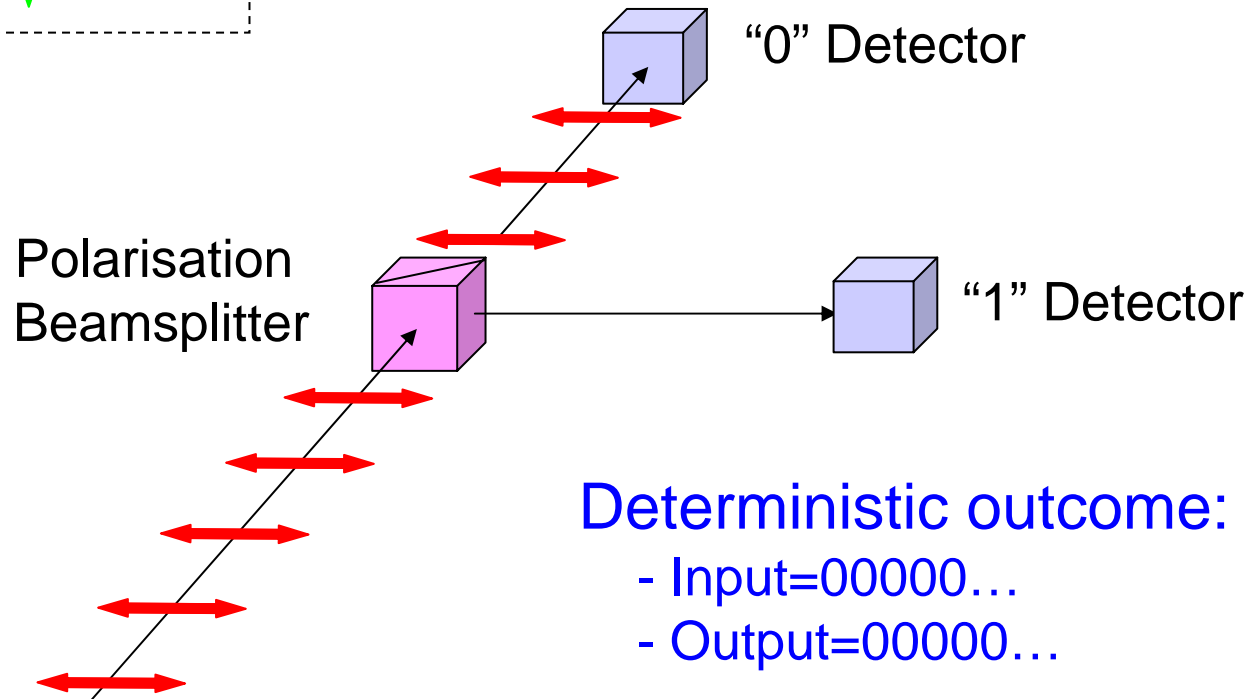 “0” Detector
Polarisation
Beamsplitter
“1” Detector
Deterministic outcome:
- Input=00000…
- Output=00000…